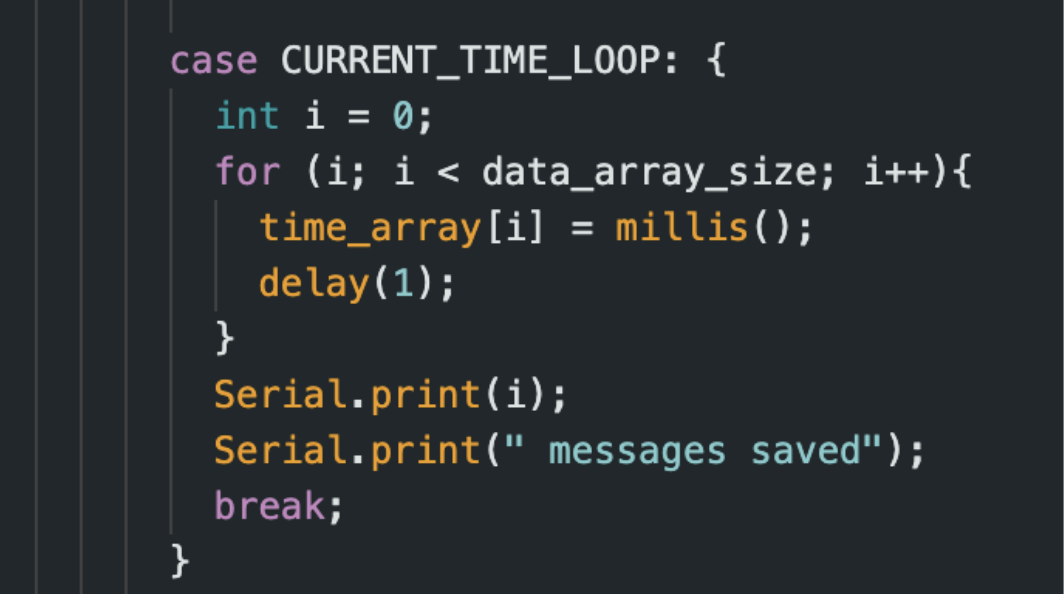 case CURRENT_TIME_LOOP: {
int i = 0;
for (i; i < data_array_size; i++){
time_array[i] = millis();
delay(1);
}
Serial.print(i);
Serial.print(" messages saved");
break;
}